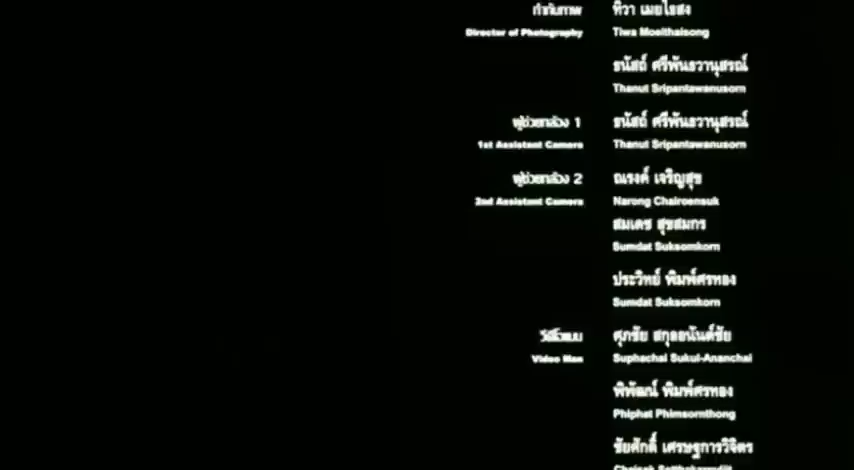 กำกับภาพ ทิวา เมยไธสง
Director of Photography Tiwa Moeithaisong
ธนัสถ์ ศรีพันธวานุสรณ์
Thanut Sripantawanusorn
ผู้ช่วยกล้อง 1 ธนัสถ์ ศรีพันธวานุสรณ์
1st Assistant Camera Thanut Sripantawanusorn
ผู้ช่วยกล้อง 2 ณรงค์ เจริญสุข
2nd Assistant Camera Narong Chairoensuk
สมเดช สุขสมกร
Sumdat Suksomkorn
ประวิทย์ พิมพ์ศรทอง
Sumdat Suksomkorn
วีดีโอแมน ศุภชัย สกุลอนันต์ชัย
Video Man Suphachai Sukul-Ananchai
พิพัฒน์ พิมพ์ศรทอง
Phiphat Phimsornthong
ชัยศักดิ์ เศรษฐการวิจิตร